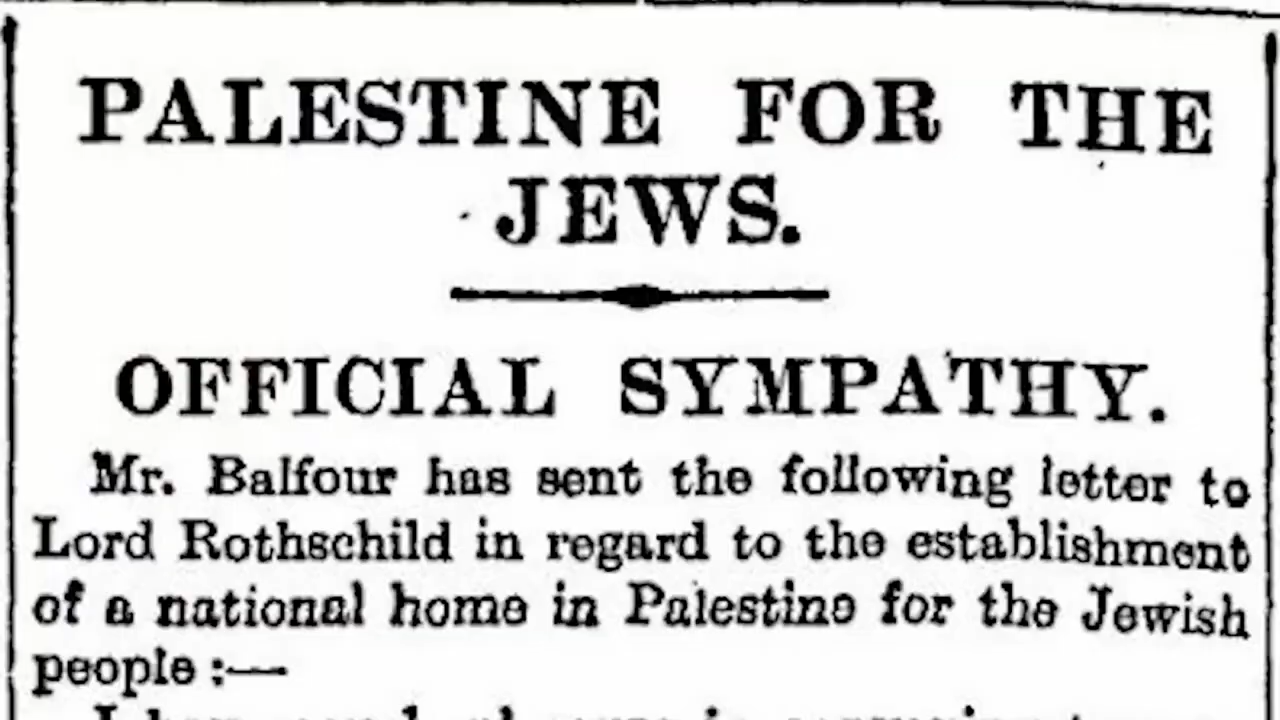 PALESTINE FOR THE
JEWS.
OFFICIAL SYMPATHY.
Mr. Balfour has sent the following letter to
Lord Rothschild in regard to the establishment
of a national home in Palestine for the Jewish
people :—